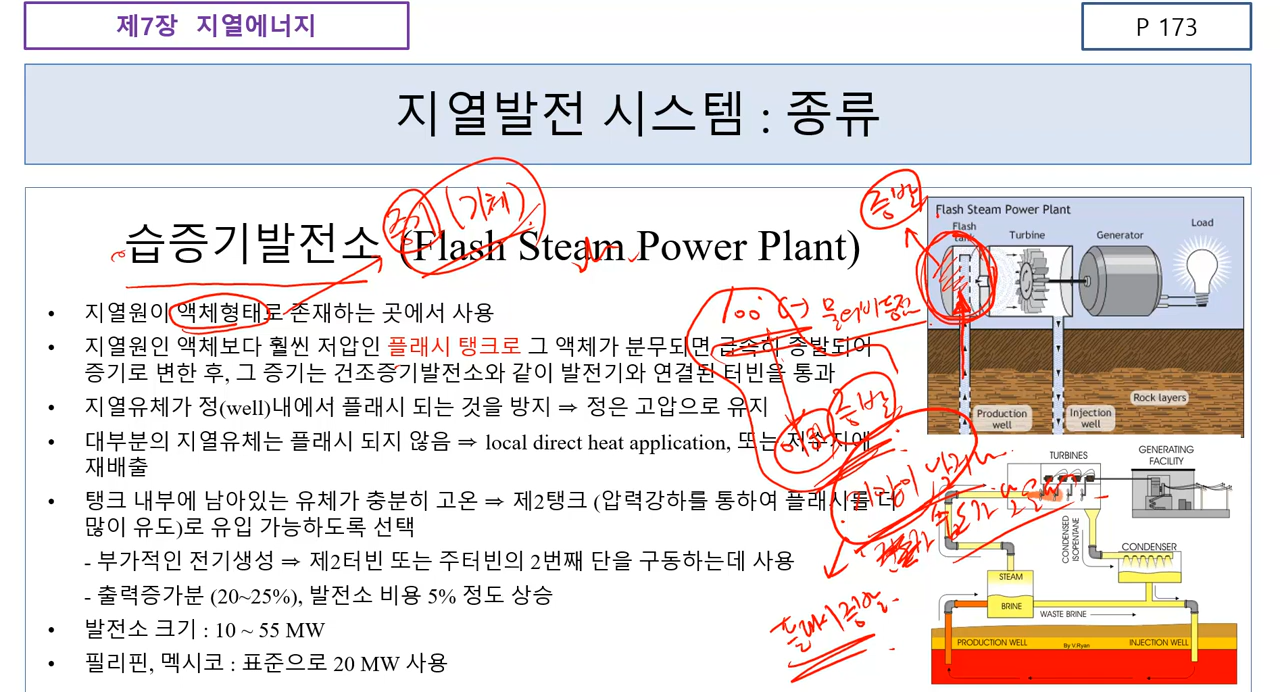 제7장 지열에너지
P 173
지열발전 시스템 : 종류
습증기발전소 (Flash Steam Power Plant)
증기 (기체)
• 지열원이 액체형태로 존재하는 곳에서 사용
• 지열원인 액체보다 훨씬 저압인 플래시 탱크로 그 액체가 분무되면 급속히 증발되어
증기로 변한 후, 그 증기는 건조증기발전소와 같이 발전기와 연결된 터빈을 통과
• 지열유체가 정(well)내에서 플래시 되는 것을 방지 ⇒ 정은 고압으로 유지
• 대부분의 지열유체는 플래시 되지 않음 ⇒ local direct heat application, 또는 저수지에
재배출
• 탱크 내부에 남아있는 유체가 충분히 고온 ⇒ 제2탱크 (압력강하를 통하여 플래시를 더
많이 유도)로 유입 가능하도록 선택
- 부가적인 전기생성 ⇒ 제2터빈 또는 주터빈의 2번째 단을 구동하는데 사용
- 출력증가분 (20~25%), 발전소 비용 5% 정도 상승
• 발전소 크기 : 10 ~ 55 MW
• 필리핀, 멕시코 : 표준으로 20 MW 사용
100
증발
증발
Flash Steam Power Plant
Flash
tank
Turbine
Generator
Load
Rock layers
Production
well
Injection
well
TURBINES
GENERATING
FACILITY
CONDENSED
ISOPENTANE
CONDENSER
STEAM
BRINE
WASTE BRINE
PRODUCTION WELL
By V.Ryan
INJECTION WELL